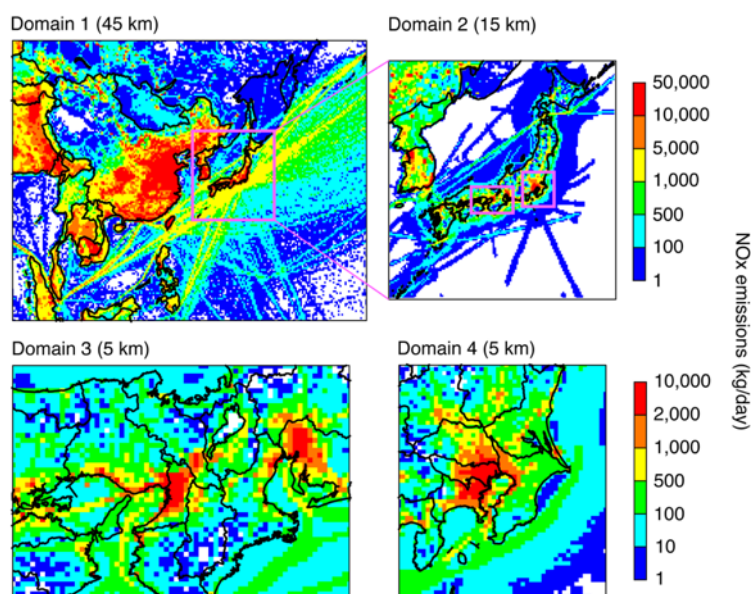 Domain 1 (45 km)
Domain 2 (15 km)
50,000
10,000
5,000
1,000
500
100
1
Domain 3 (5 km)
Domain 4 (5 km)
10,000
2,000
1,000
500
100
10
1
NOx emissions (kg/day)